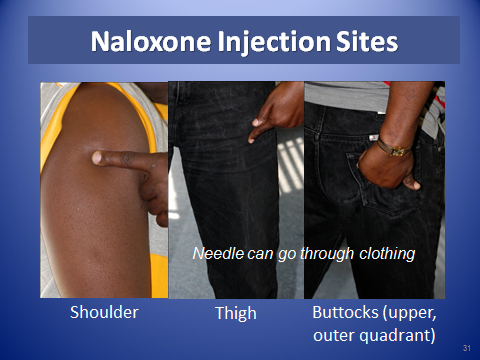 Naloxone Injection Sites
Needle can go through clothing
Shoulder
Thigh
Buttocks (upper,
outer quadrant)
31